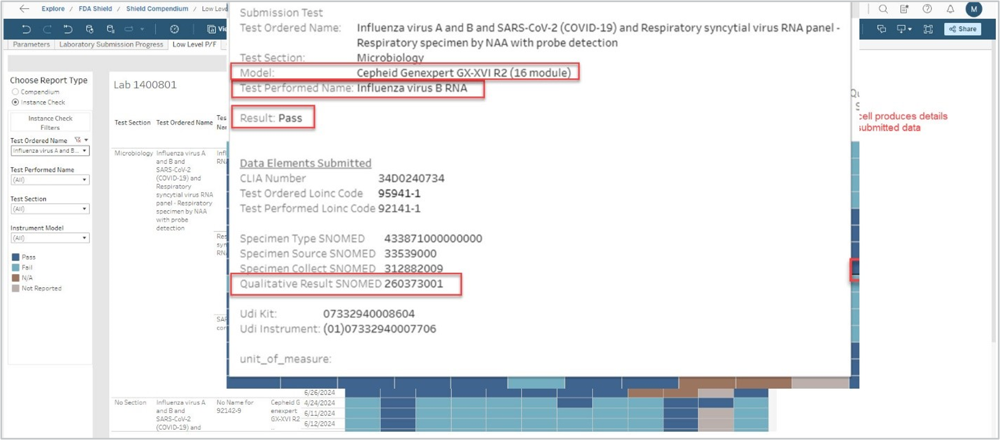 Explore / FDA Shield / Shield Compendium / Low Leve
M
Vie
Share
Parameters
Laboratory Submission Progress
Low Level P/F
Choose Report Type
Compendium
Instance Check
Instance Check
Filters
Test Ordered Name
Influenza virus A and B...
Test Performed Name
(All)
Test Section
(All)
Instrument Model
(All)
Pass
Fail
N/A
Not Reported
Lab 1400801
Test Section
Test Ordered Name
Tes
Nar
Microbiology
Influenza virus A
and B and
SARS-CoV-2
(COVID-19) and
Respiratory
syncytial virus RNA
panel - Respiratory
specimen by NAA
with probe
detection
Infl
RNA
Res
syn
RNA
SAR
cor
Submission Test
Test Ordered Name: Influenza virus A and B and SARS-CoV-2 (COVID-19) and Respiratory syncytial virus RNA panel -
Respiratory specimen by NAA with probe detection
Test Section: Microbiology
Model: Cepheid Genexpert GX-XVI R2 (16 module)
Test Performed Name: Influenza virus B RNA
Result: Pass
Data Elements Submitted
CLIA Number 34D0240734
Test Ordered Loinc Code 95941-1
Test Performed Loinc Code 92141-1
Specimen Type SNOMED 433871000000000
Specimen Source SNOMED 33539000
Specimen Collect SNOMED 312882009
Qualitative Result SNOMED 260373001
Udi Kit: 07332940008604
Udi Instrument: (01)07332940007706
unit_of_measure:
Qu
S
cell produces details
submitted data
6/26/2024
No Section
Influenza virus A
and B and
SARS-CoV-2
(COVID-19) and
No Name for
92142-9
Cepheid G
enexpert
GX-XVI R2
..
4/24/2024
6/11/2024
6/12/2024